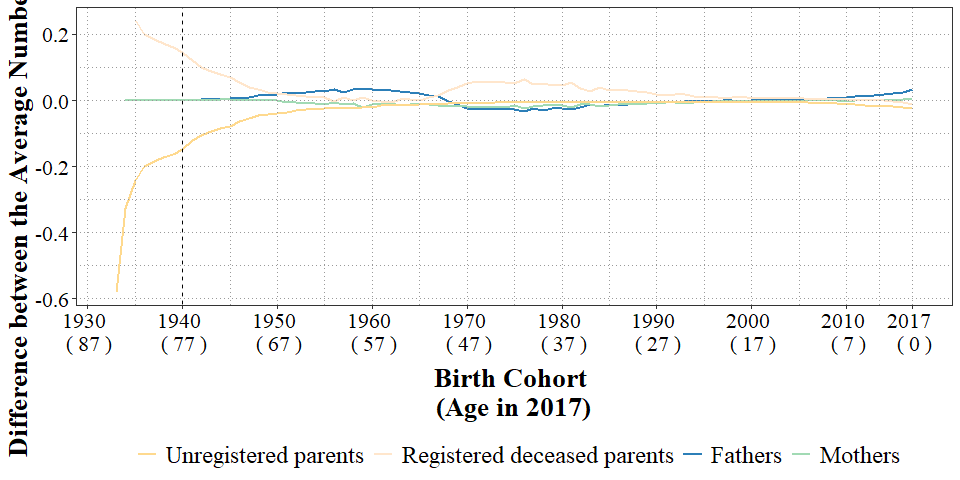 Difference between the Average Number
0.2
0.0
-0.2
-0.4
-0.6
1930 1940 1950 1960 1970 1980 1990 2000 2010 2017
( 87 ) ( 77 ) ( 67 ) ( 57 ) ( 47 ) ( 37 ) ( 27 ) ( 17 ) ( 7 ) ( 0 )
Birth Cohort
(Age in 2017)
Unregistered parents Registered deceased parents Fathers Mothers